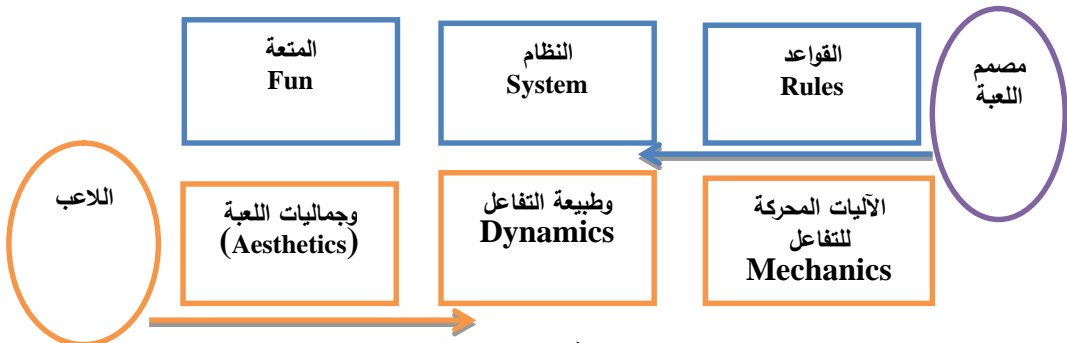 مصمم
اللعبة
القواعد
Rules
النظام
System
المتعة
Fun
الآليات المحركة
للتفاعل
Mechanics
وطبيعة التفاعل
Dynamics
وجماليات اللعبة
(Aesthetics)
اللاعب